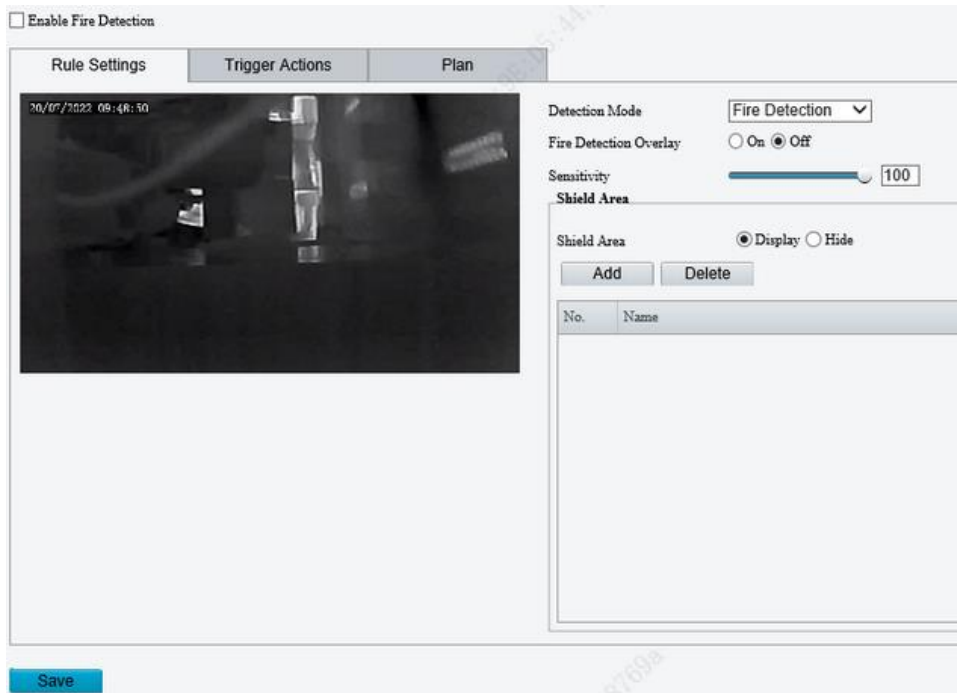 Enable Fire Detection
Rule Settings Trigger Actions Plan
20/07/2022 09:48:50
Detection Mode Fire Detection
Fire Detection Overlay On Off
Sensitivity 100
Shield Area
Shield Area Display Hide
Add Delete
No. Name
Save